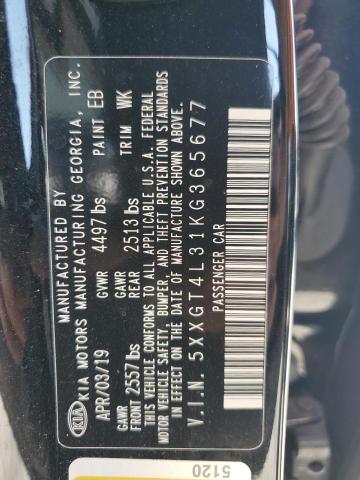 KIA
MANUFACTURED BY
KIA MOTORS MANUFACTURING GEORGIA, INC.
APR/03/19 GVWR 4497 lbs PAINT EB
GAWR FRONT 2557 lbs GAWR REAR 2513 lbs TRIM WK
THIS VEHICLE CONFORMS TO ALL APPLICABLE U.S.A. FEDERAL
MOTOR VEHICLE SAFETY, BUMPER, AND THEFT PREVENTION STANDARDS
IN EFFECT ON THE DATE OF MANUFACTURE SHOWN ABOVE.
V.I.N. 5XXGT4L31KG365677
PASSENGER CAR
5120